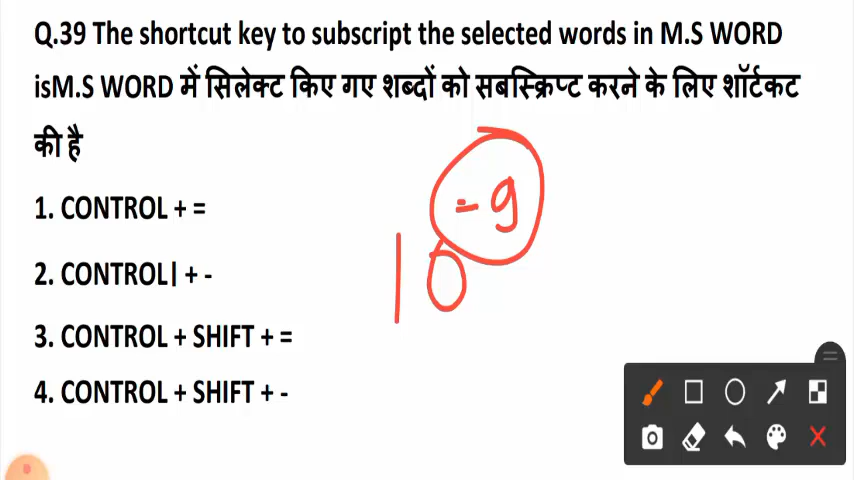 Q.39 The shortcut key to subscript the selected words in M.S WORD
isM.S WORD में सिलेक्ट किए गए शब्दों को सबस्क्रिप्ट करने के लिए शॉर्टकट
की है
1. CONTROL + =
2. CONTROL + -
3. CONTROL + SHIFT + =
4. CONTROL + SHIFT + -
10 -9